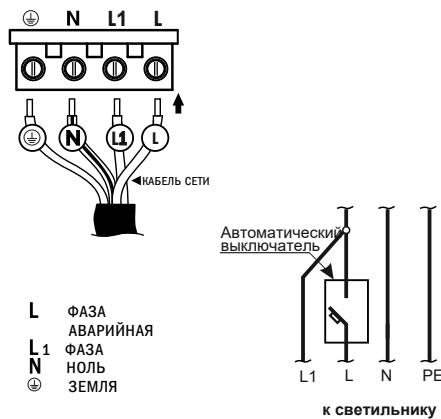 ⏚ N L1 L
⏚ N L1 L
КАБЕЛЬ СЕТИ
L ФАЗА
АВАРИЙНАЯ
L1 ФАЗА
N НОЛЬ
⏚ ЗЕМЛЯ
Автоматический
выключатель
L1 L N PE
к светильнику